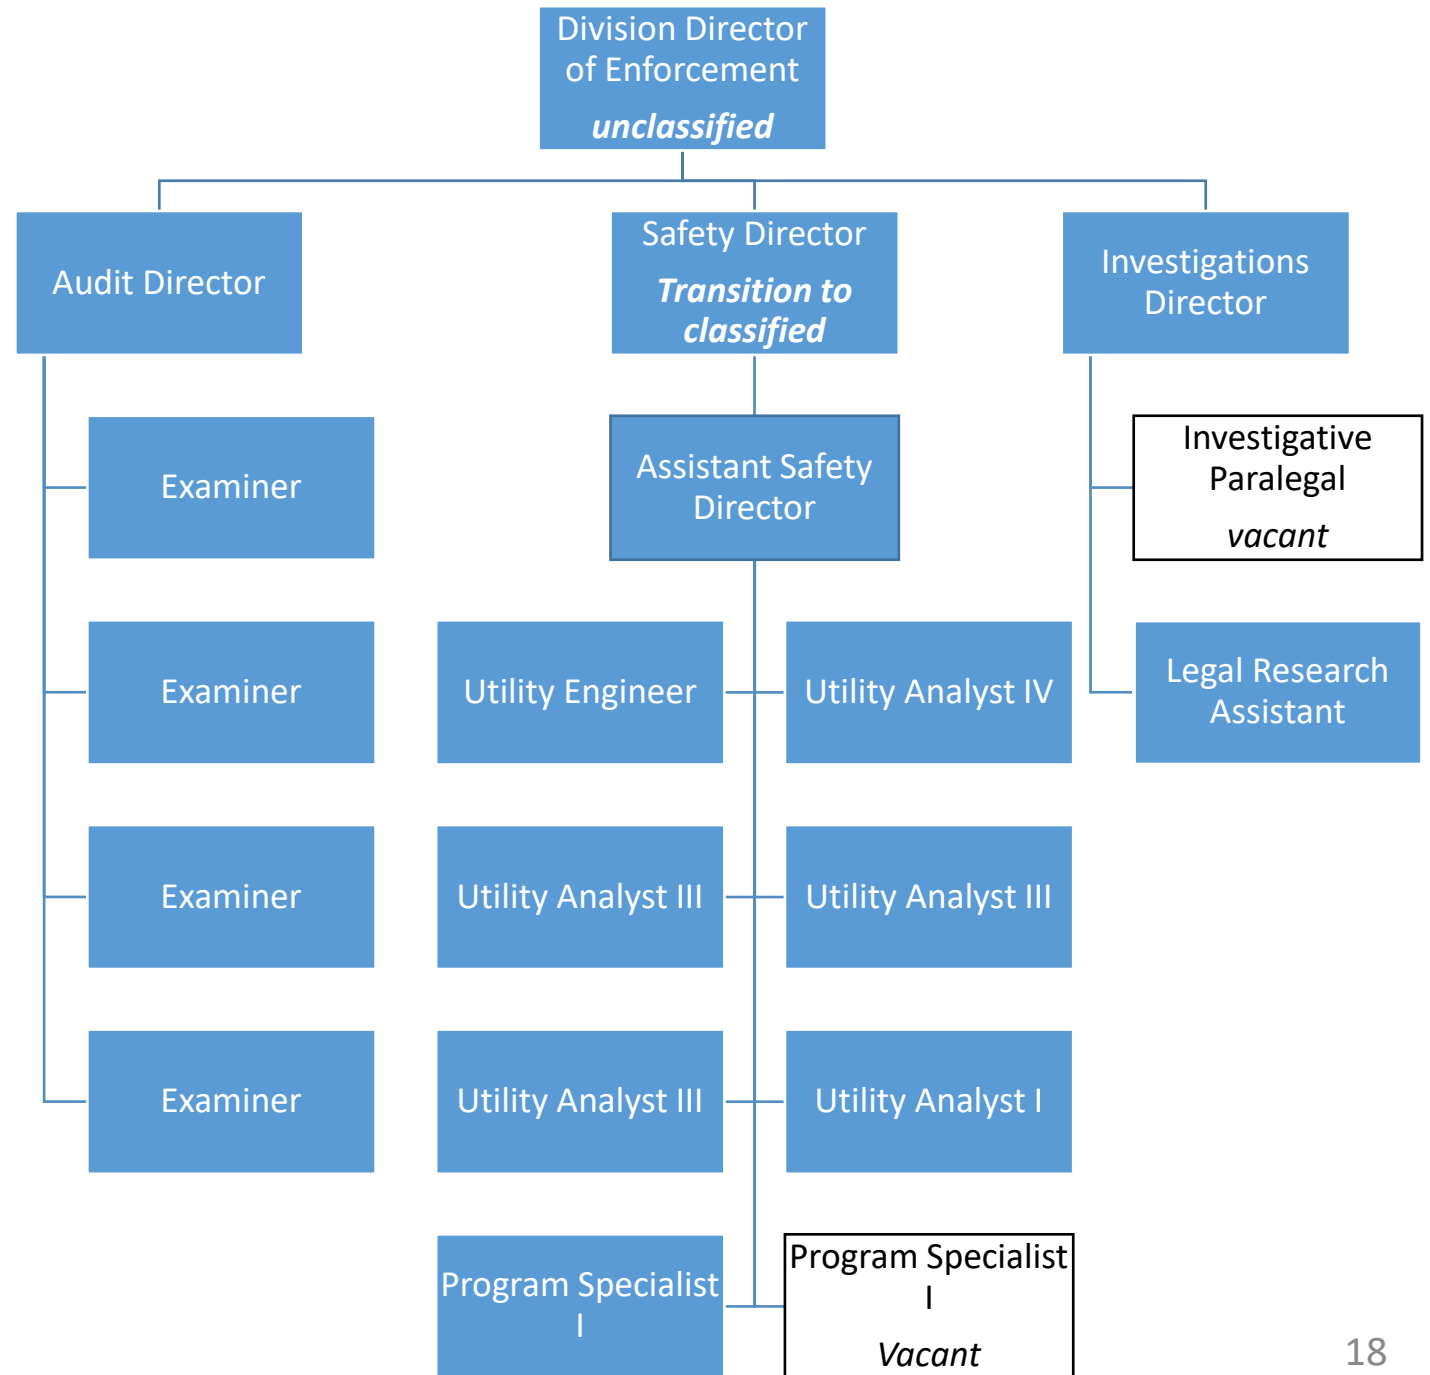 Division Director
of Enforcement
unclassified
Audit Director
Safety Director
Transition to
classified
Investigations
Director
Examiner
Assistant Safety
Director
Investigative
Paralegal
vacant
Examiner
Utility Engineer
Utility Analyst IV
Legal Research
Assistant
Examiner
Utility Analyst III
Utility Analyst III
Examiner
Utility Analyst III
Utility Analyst I
Program Specialist
I
Program Specialist
I
Vacant
18